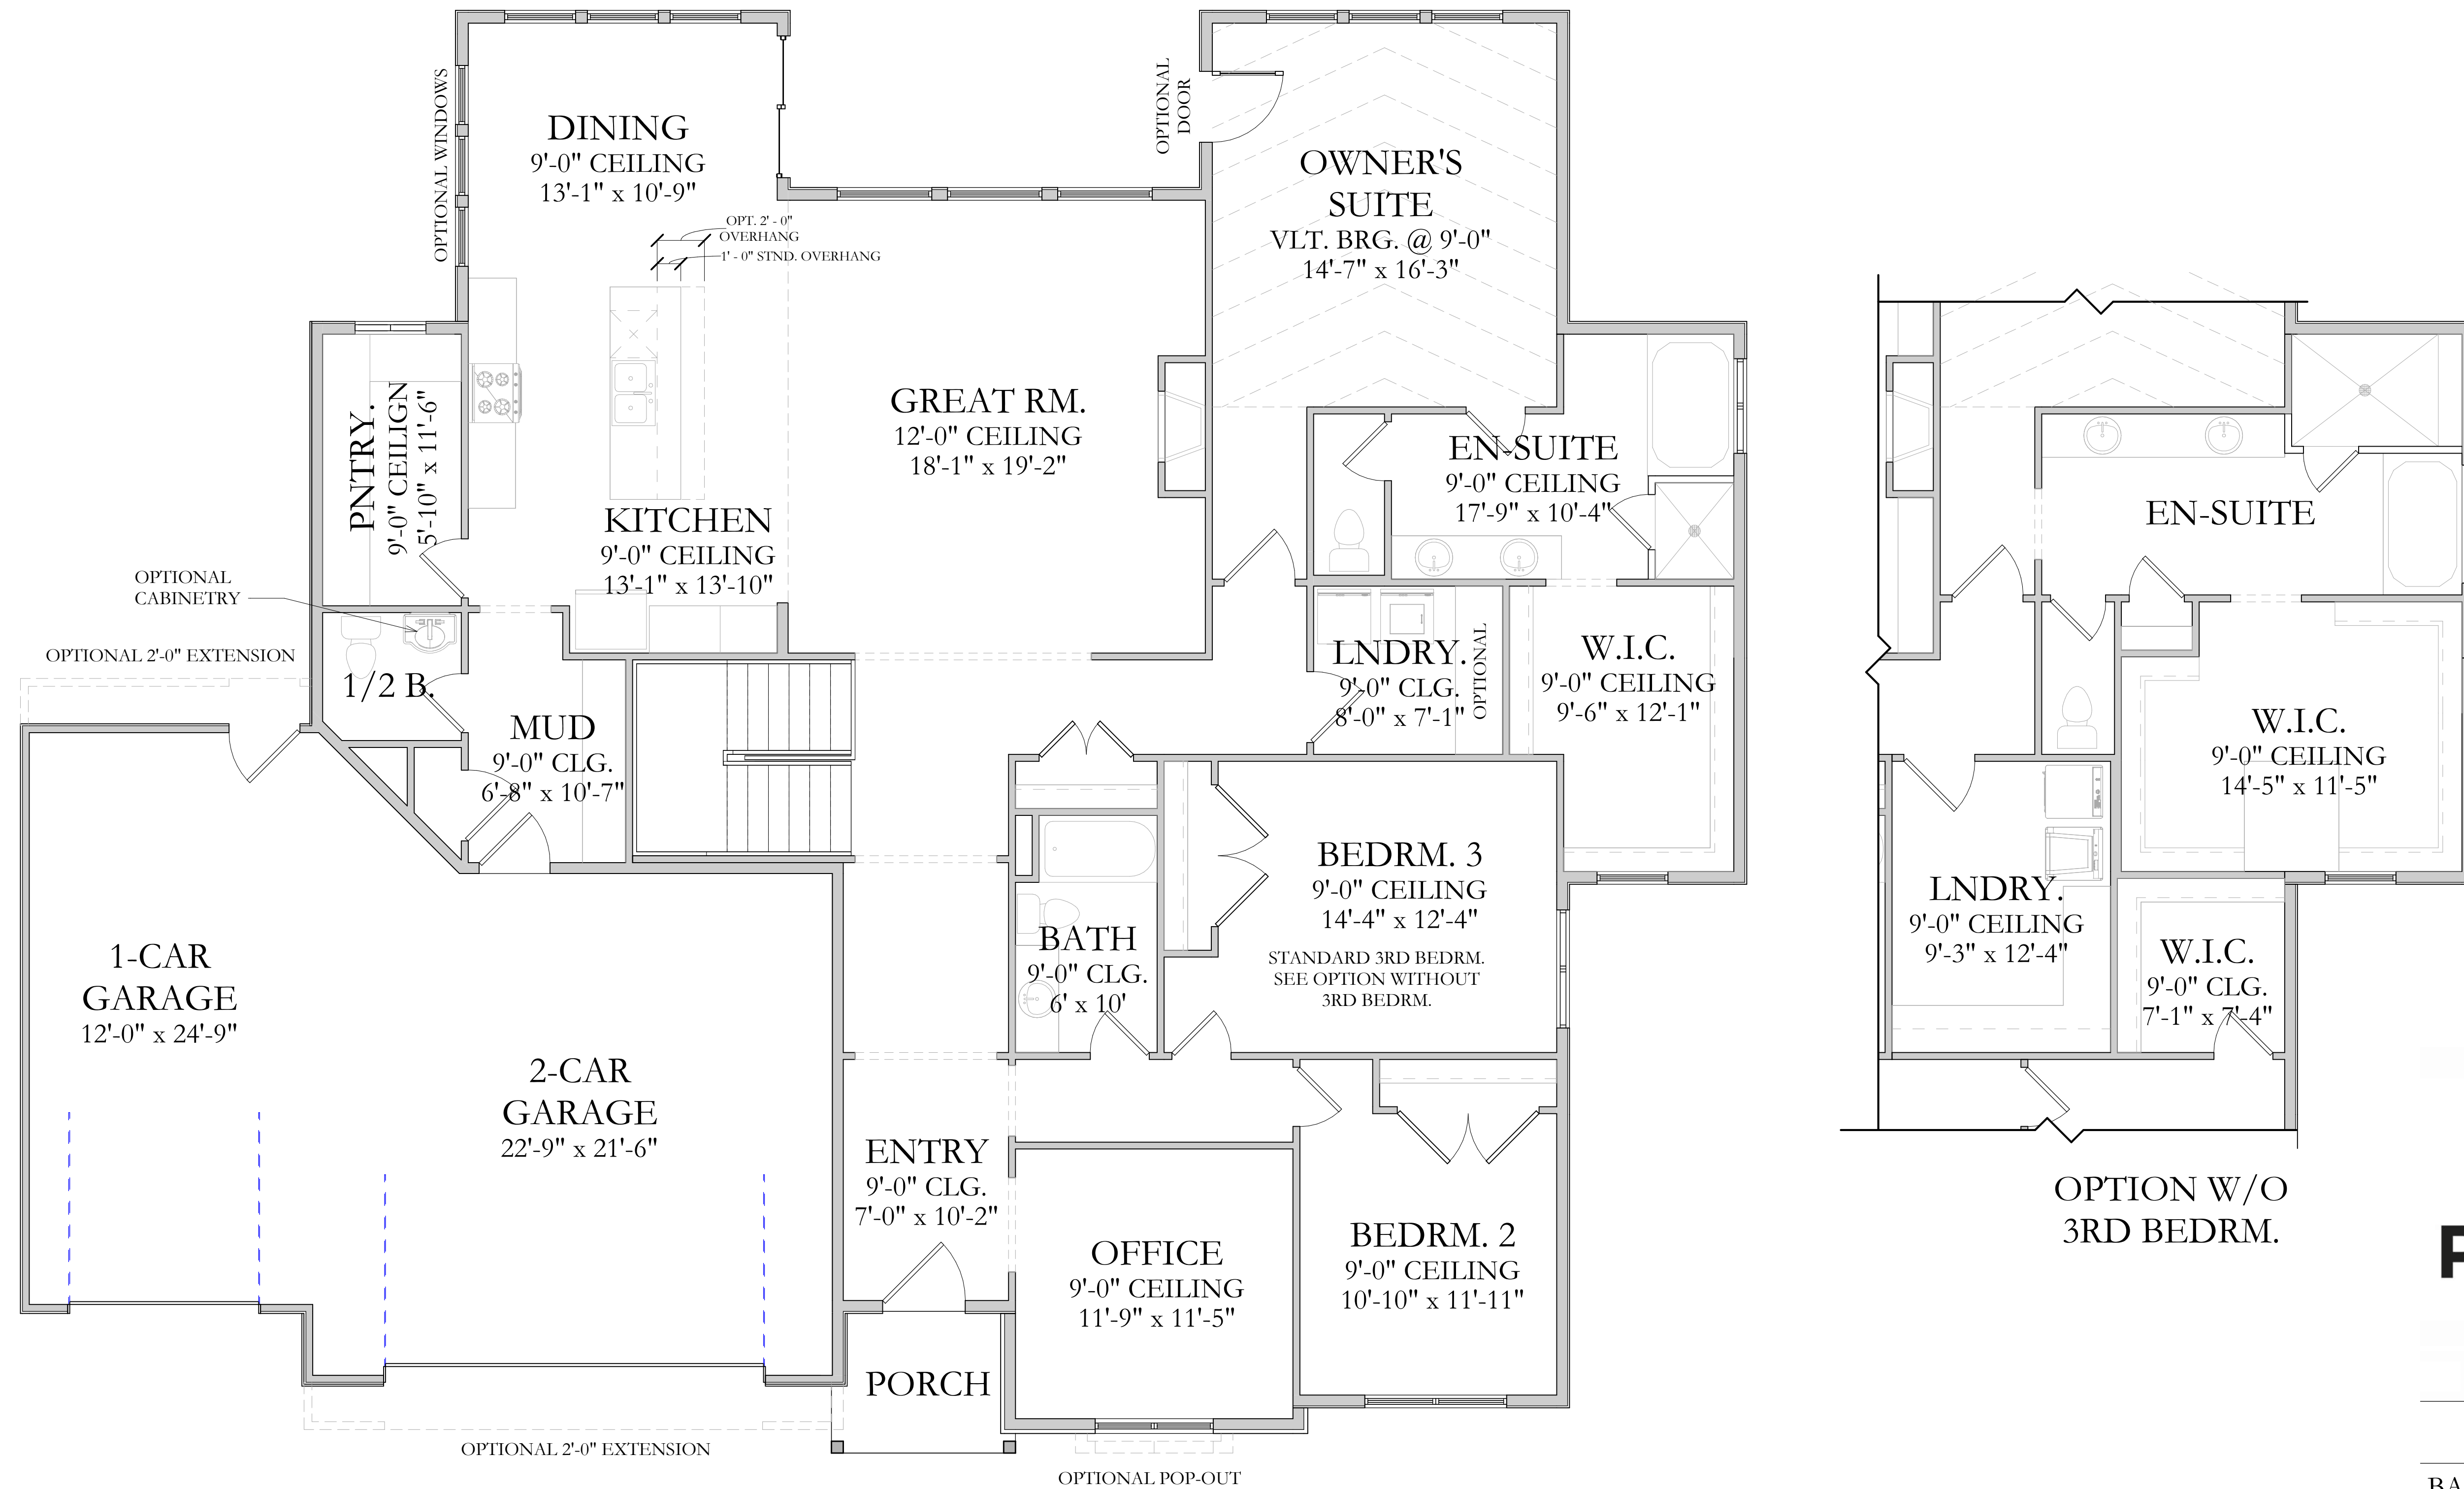 OPTIONAL WINDOWS
DINING
9'-0" CEILING
13'-1" x 10'-9"
OPT. 2' - 0"
OVERHANG
1' - 0" STND. OVERHANG
OPTIONAL
DOOR
OWNER'S
SUITE
VLT. BRG. @ 9'-0"
14'-7" x 16'-3"
PNTRY.
9'-0" CEILIGN
5'-10" x 11'-6"
GREAT RM.
12'-0" CEILING
18'-1" x 19'-2"
EN-SUITE
9'-0" CEILING
17'-9" x 10'-4"
KITCHEN
9'-0" CEILING
13'-1" x 13'-10"
OPTIONAL
CABINETRY
OPTIONAL 2'-0" EXTENSION
1/2 B.
MUD
9'-0" CLG.
6'-8" x 10'-7"
LNDRY.
9'-0" CLG.
8'-0" x 7'-1"
OPTIONAL
W.I.C.
9'-0" CEILING
9'-6" x 12'-1"
BEDRM. 3
9'-0" CEILING
14'-4" x 12'-4"
STANDARD 3RD BEDRM.
SEE OPTION WITHOUT
3RD BEDRM.
BATH
9'-0" CLG.
6' x 10'
1-CAR
GARAGE
12'-0" x 24'-9"
2-CAR
GARAGE
22'-9" x 21'-6"
ENTRY
9'-0" CLG.
7'-0" x 10'-2"
OFFICE
9'-0" CEILING
11'-9" x 11'-5"
BEDRM. 2
9'-0" CEILING
10'-10" x 11'-11"
PORCH
OPTIONAL 2'-0" EXTENSION
OPTIONAL POP-OUT
EN-SUITE
W.I.C.
9'-0" CEILING
14'-5" x 11'-5"
LNDRY.
9'-0" CEILING
9'-3" x 12'-4"
W.I.C.
9'-0" CLG.
7'-1" x 7'-4"
OPTION W/O
3RD BEDRM.